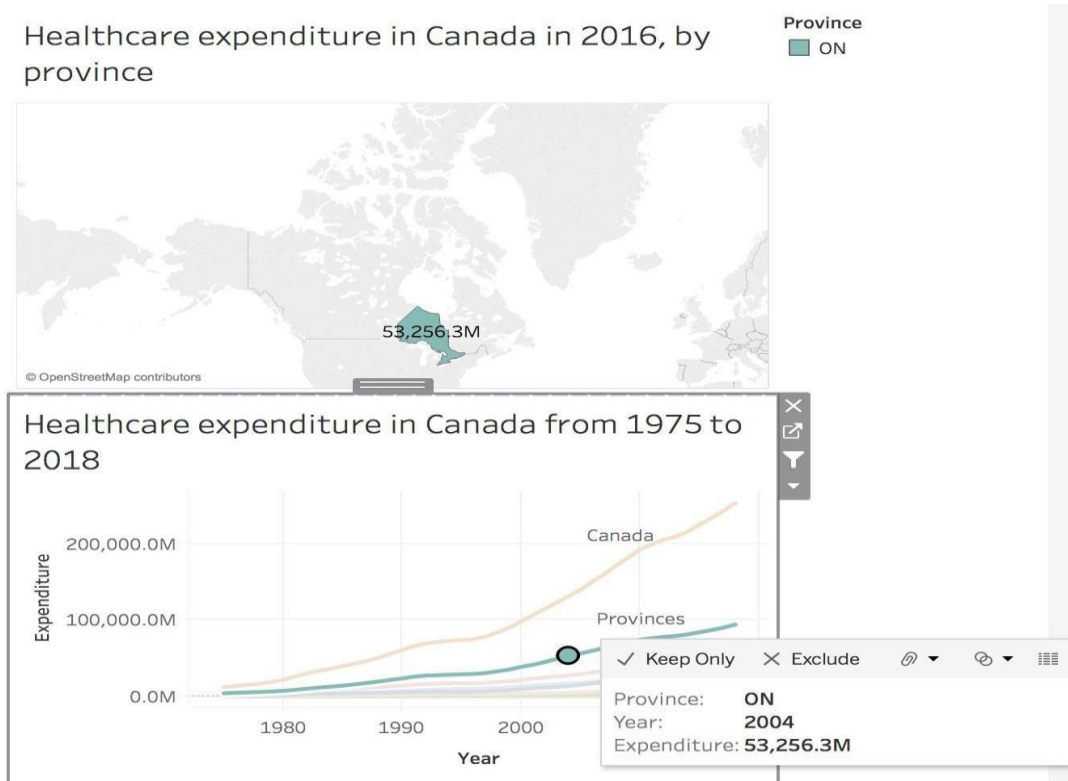 Healthcare expenditure in Canada in 2016, by
province
Province
ON
53,256.3M
© OpenStreetMap contributors
Healthcare expenditure in Canada from 1975 to
2018
Expenditure
200,000.0M
100,000.0M
0.0M
Canada
Provinces
1980
1990
2000
Year
Keep Only
Exclude
Province: ON
Year: 2004
Expenditure: 53,256.3M